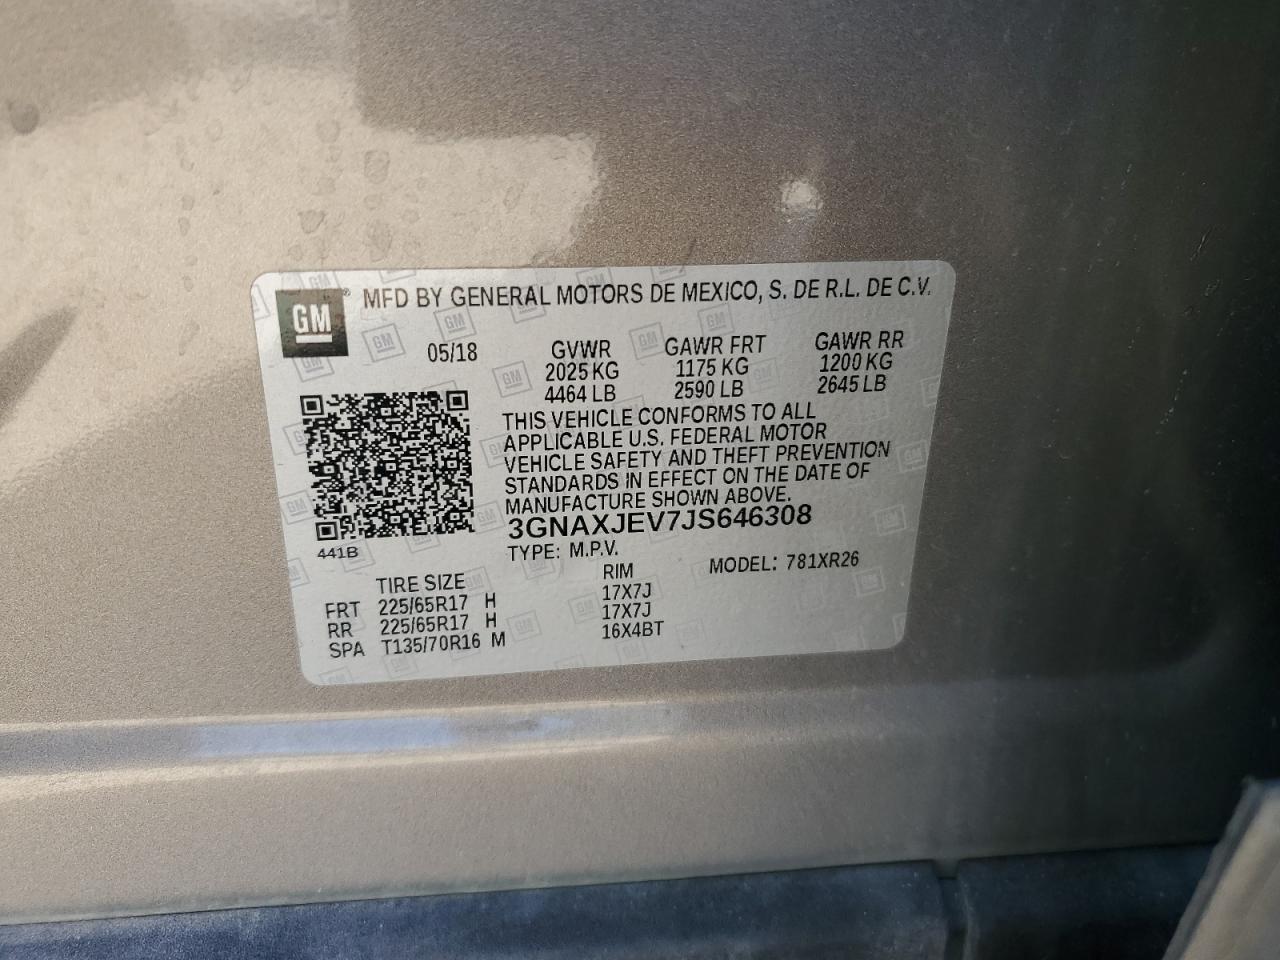 GM ® MFD BY GENERAL MOTORS DE MEXICO, S. DE R.L. DE C.V.
05/18 GVWR GAWR FRT GAWR RR
2025 KG 1175 KG 1200 KG
4464 LB 2590 LB 2645 LB
THIS VEHICLE CONFORMS TO ALL
APPLICABLE U.S. FEDERAL MOTOR
VEHICLE SAFETY AND THEFT PREVENTION
STANDARDS IN EFFECT ON THE DATE OF
MANUFACTURE SHOWN ABOVE.
3GNAXJEV7JS646308
441B TYPE: M.P.V. MODEL: 781XR26
TIRE SIZE RIM
FRT 225/65R17 H 17X7J
RR 225/65R17 H 17X7J
SPA T135/70R16 M 16X4BT